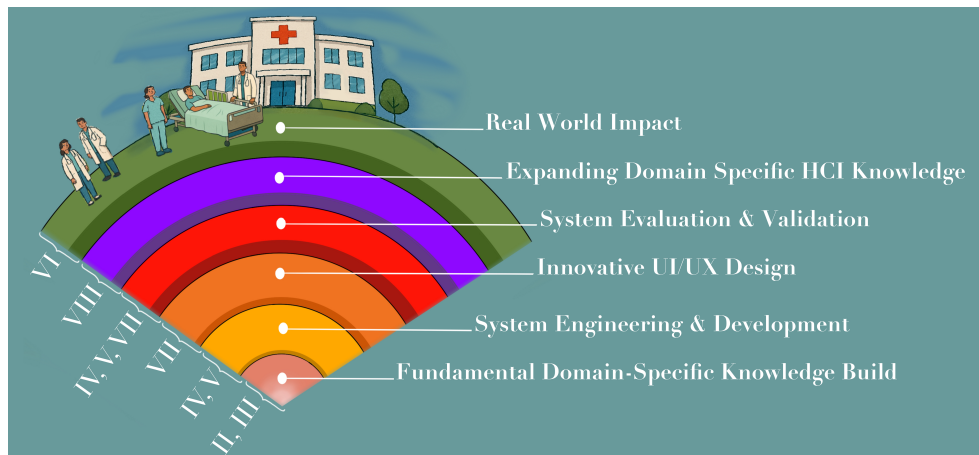 Real World Impact
Expanding Domain Specific HCI Knowledge
System Evaluation & Validation
Innovative UI/UX Design
System Engineering & Development
Fundamental Domain-Specific Knowledge Build
VI
VIII
IV, V, VII
VII
IV, V
II, III